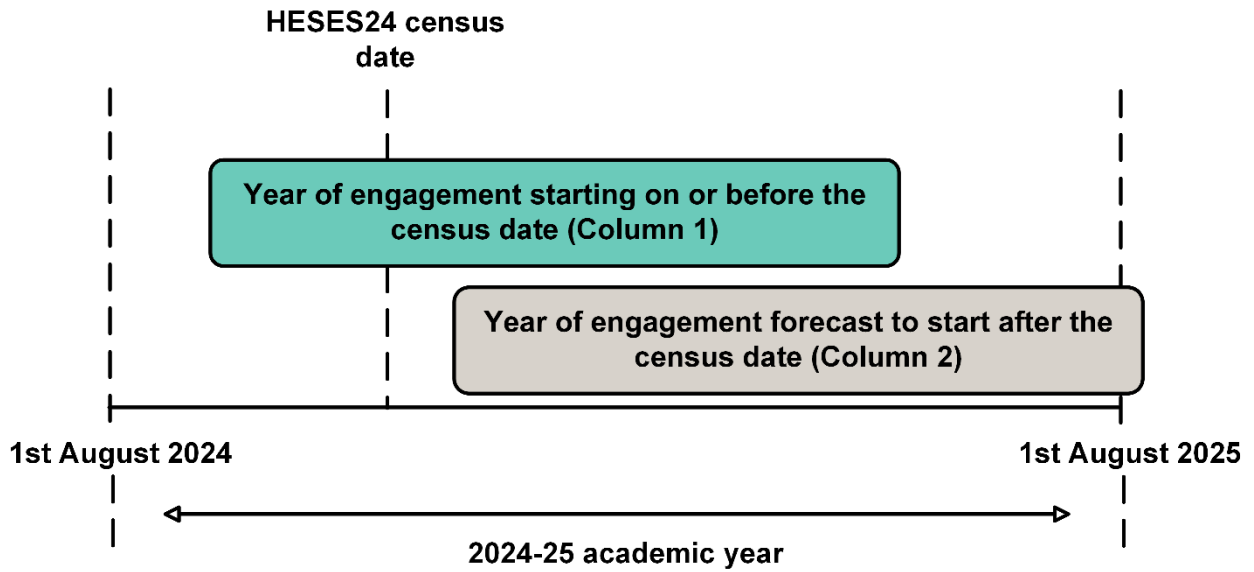 HESES24 census
date
Year of engagement starting on or before the
census date (Column 1)
Year of engagement forecast to start after the
census date (Column 2)
1st August 2024
1st August 2025
2024-25 academic year